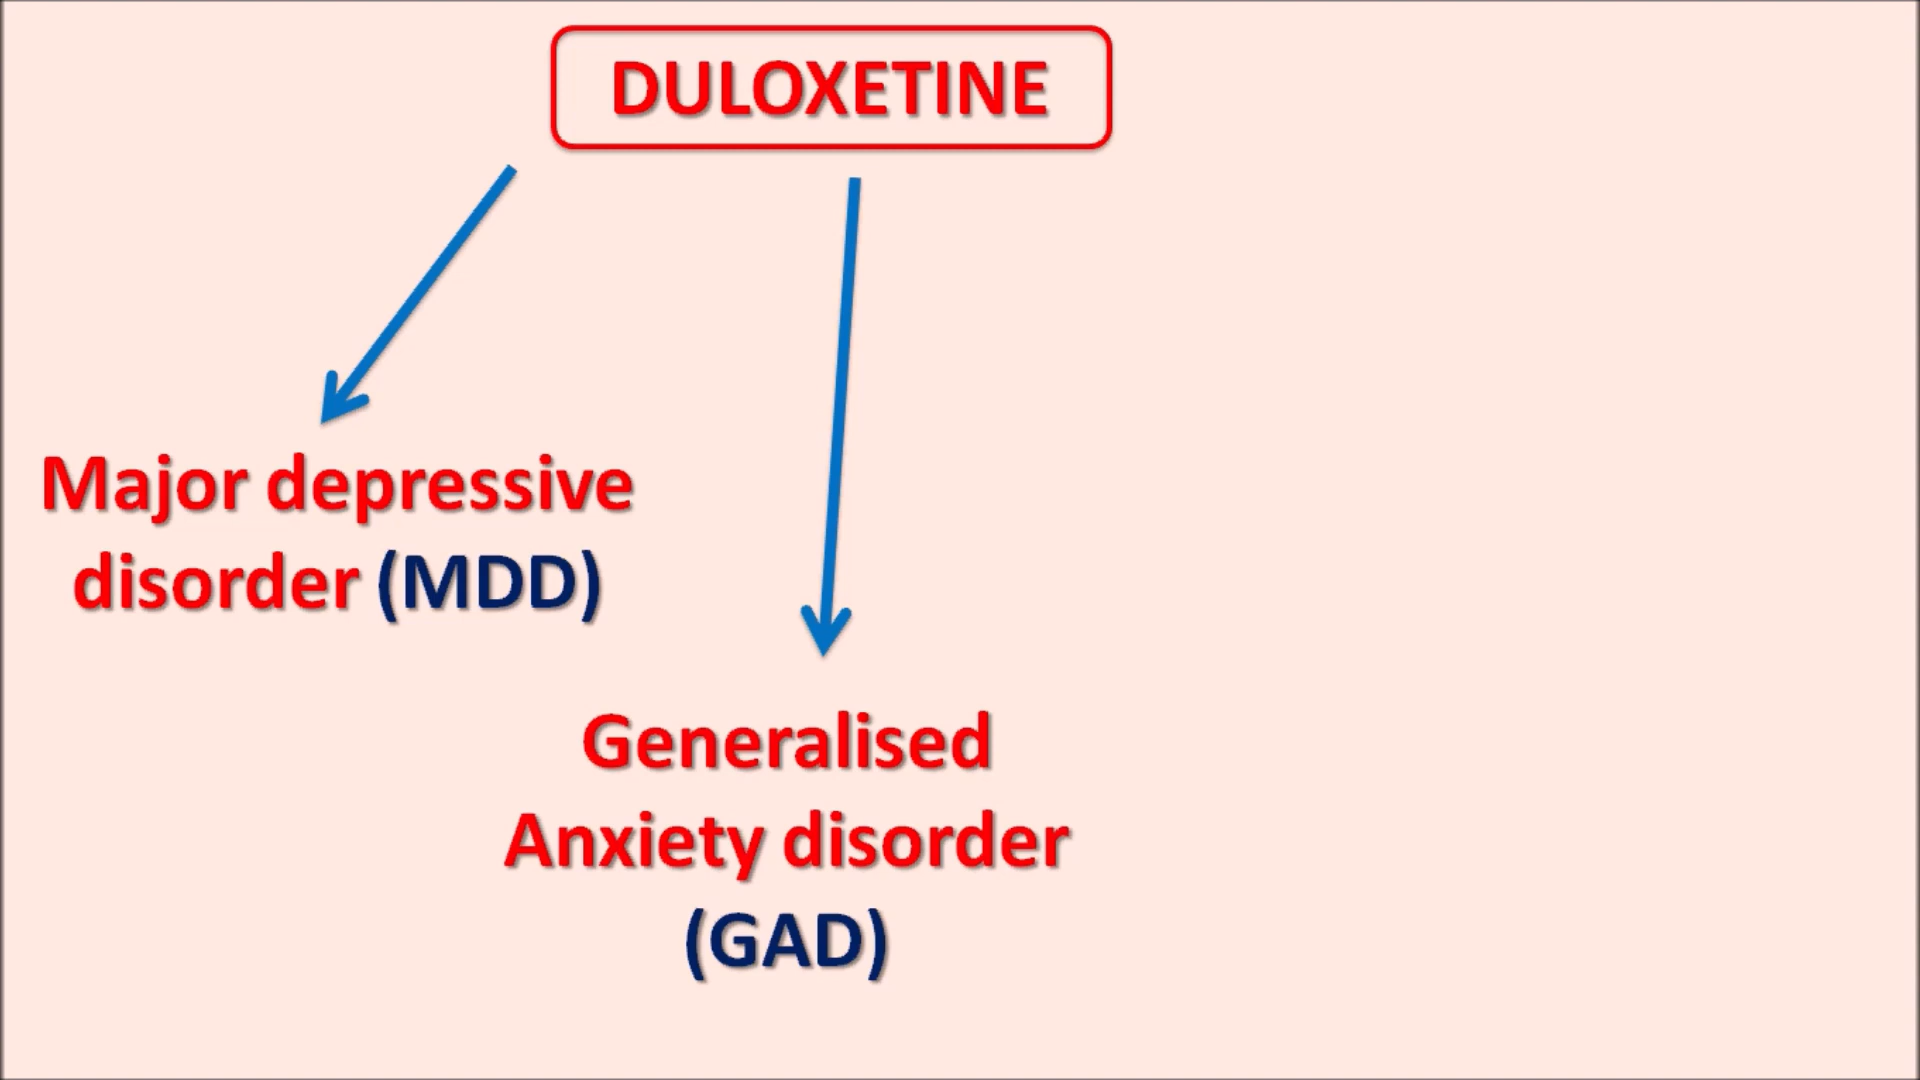 DULOXETINE
Major depressive
disorder (MDD)
Generalised
Anxiety disorder
(GAD)